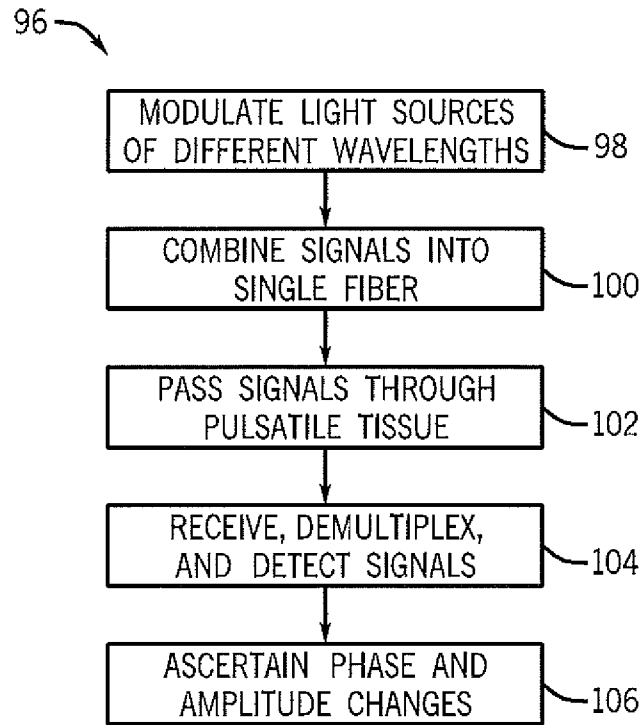 96
MODULATE LIGHT SOURCES
OF DIFFERENT WAVELENGTHS
98
COMBINE SIGNALS INTO
SINGLE FIBER
100
PASS SIGNALS THROUGH
PULSATILE TISSUE
102
RECEIVE, DEMULTIPLEX,
AND DETECT SIGNALS
104
ASCERTAIN PHASE AND
AMPLITUDE CHANGES
106